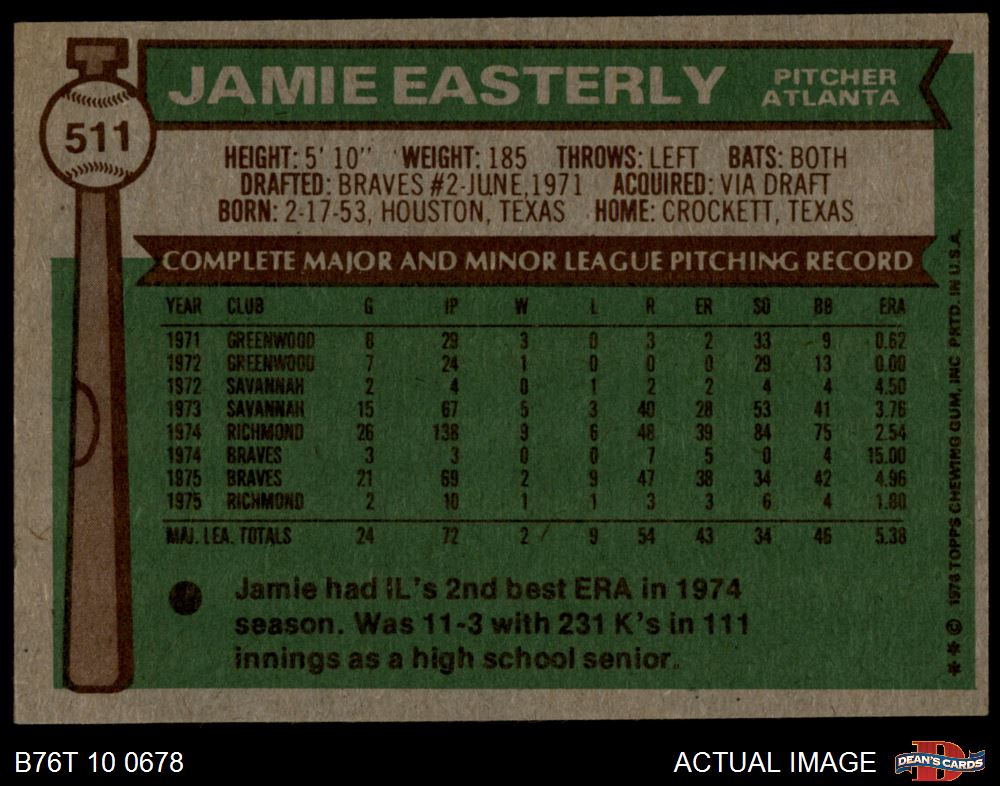 JAMIE EASTERLY
PITCHER
ATLANTA
511
HEIGHT: 5' 10" WEIGHT: 185 THROWS: LEFT BATS: BOTH
DRAFTED: BRAVES #2-JUNE, 1971 ACQUIRED: VIA DRAFT
BORN: 2-17-53, HOUSTON, TEXAS HOME: CROCKETT, TEXAS
COMPLETE MAJOR AND MINOR LEAGUE PITCHING RECORD
YEAR CLUB G IP W L R ER SO BB ERA
1971 GREENWOOD 8 29 3 0 3 2 33 9 0.62
1972 GREENWOOD 7 24 1 0 0 0 29 13 0.00
1972 SAVANNAH 2 4 0 1 2 2 4 4 4.50
1973 SAVANNAH 15 67 5 3 40 28 53 41 3.76
1974 RICHMOND 26 138 9 6 48 39 84 75 2.54
1974 BRAVES 3 3 0 0 7 5 0 4 15.00
1975 BRAVES 21 69 2 9 47 38 34 42 4.96
1975 RICHMOND 2 10 1 1 3 3 6 4 1.80
MAJ. LEA. TOTALS 24 72 2 9 54 43 34 46 5.38
Jamie had IL's 2nd best ERA in 1974
season. Was 11-3 with 231 K's in 111
innings as a high school senior.
**© 1976 TOPPS CHEWING GUM, INC PRTD. IN U.S.A.
B76T 10 0678
ACTUAL IMAGE
D
DEAN'S CARDS